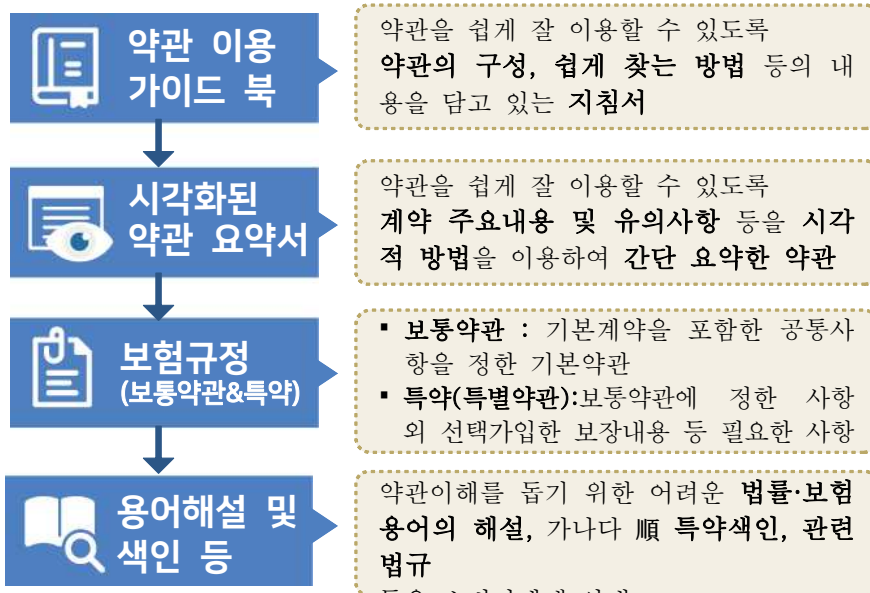 약관 이용
가이드 북
약관을 쉽게 잘 이용할 수 있도록
약관의 구성, 쉽게 찾는 방법 등의 내
용을 담고 있는 지침서
시각화된
약관 요약서
약관을 쉽게 잘 이용할 수 있도록
계약 주요내용 및 유의사항 등을 시각
적 방법을 이용하여 간단 요약한 약관
보험규정
(보통약관&특약)
▪ 보통약관 : 기본계약을 포함한 공통사
항을 정한 기본약관
▪ 특약(특별약관):보통약관에 정한 사항
외 선택가입한 보장내용 등 필요한 사항
용어해설 및
색인 등
약관이해를 돕기 위한 어려운 법률·보험
용어의 해설, 가나다 順 특약색인, 관련
법규